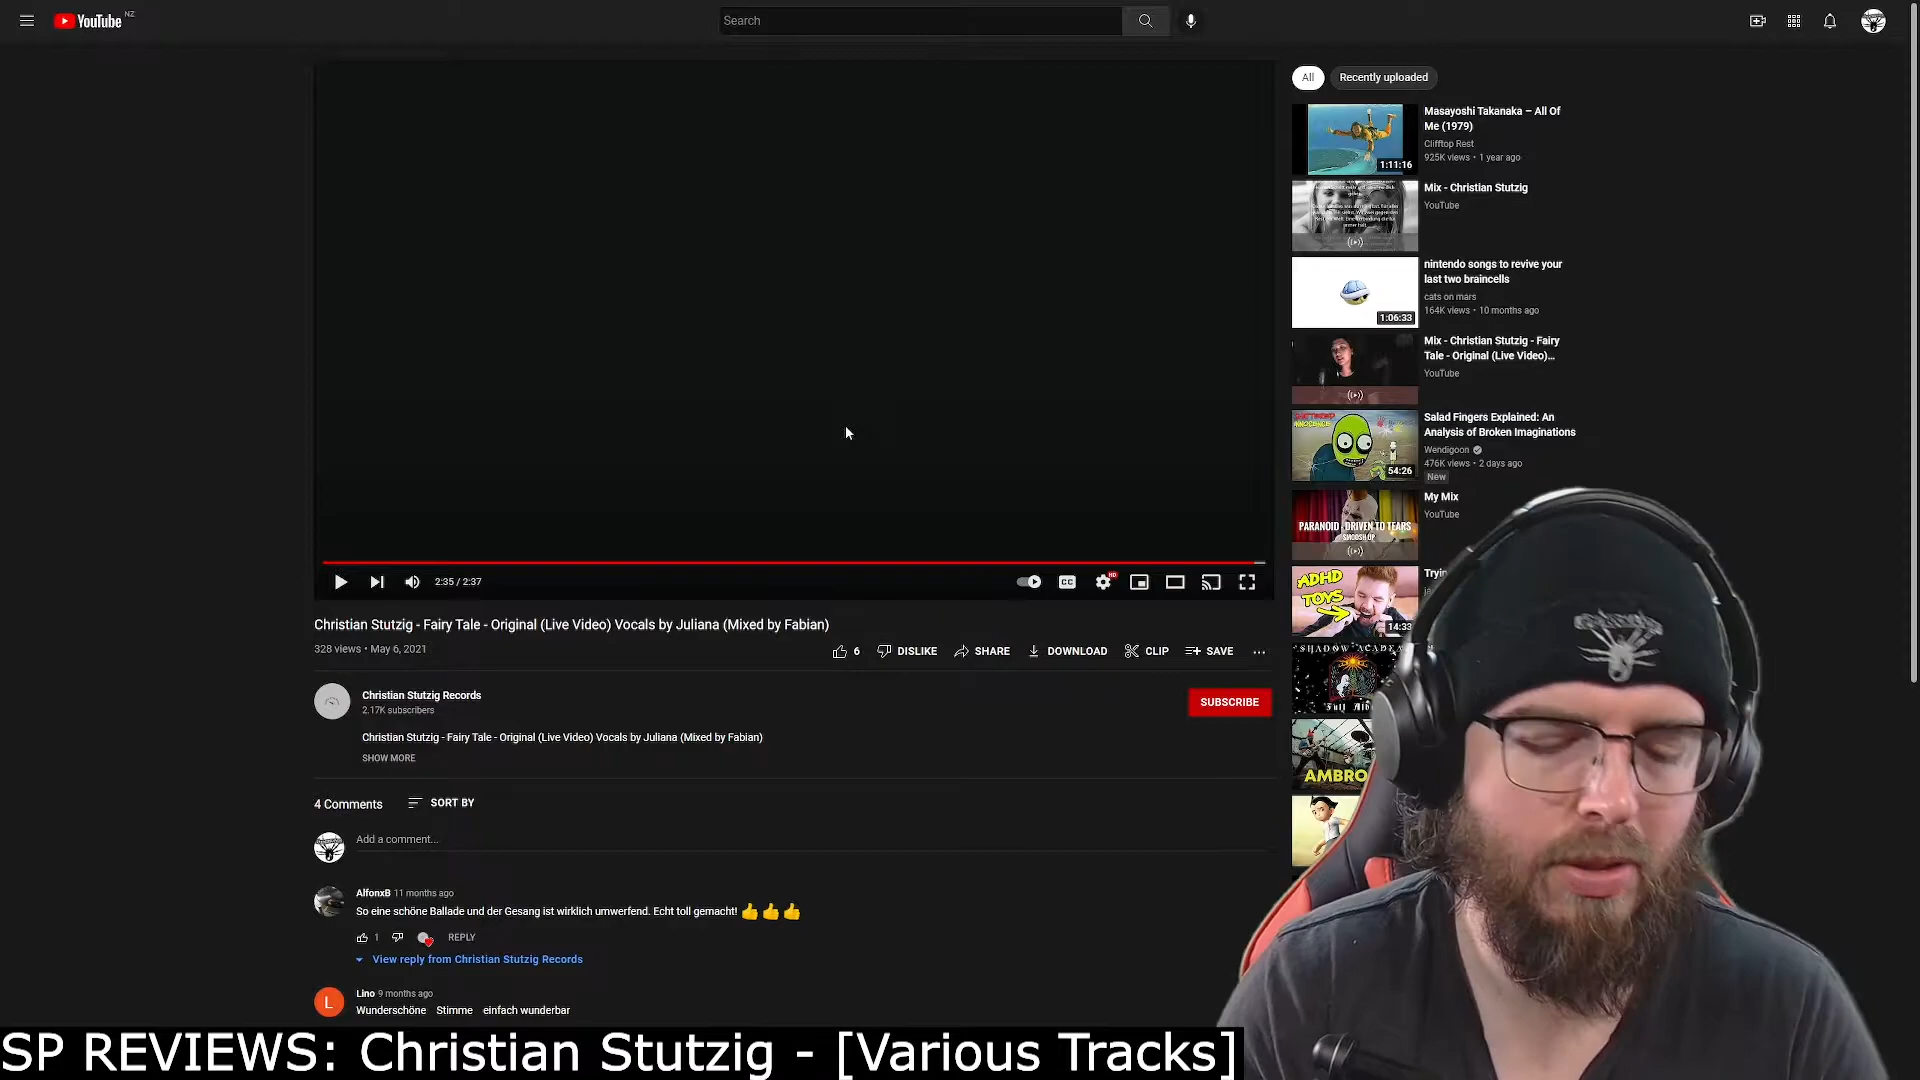 YouTube NZ
Search
All
Recently uploaded
Masayoshi Takanaka – All Of
Me (1979)
Clifftop Rest
925K views • 1 year ago
1:11:16
Mix - Christian Stutzig
YouTube
nintendo songs to revive your
last two braincells
cats on mars
164K views • 10 months ago
1:06:33
Mix - Christian Stutzig - Fairy
Tale - Original (Live Video)...
YouTube
Salad Fingers Explained: An
Analysis of Broken Imaginations
Wendigoon
476K views • 2 days ago
New
INNOCENCE
54:26
My Mix
YouTube
PARANOID - DRIVEN TO TEARS
SMOOSH UP
ADHD
TOYS
14:33
SHADOW ACADE
Full Alb
AMBRO
2:35 / 2:37
CC
HD
Christian Stutzig - Fairy Tale - Original (Live Video) Vocals by Juliana (Mixed by Fabian)
328 views • May 6, 2021
6
DISLIKE
SHARE
DOWNLOAD
CLIP
SAVE
Christian Stutzig Records
2.17K subscribers
SUBSCRIBE
Christian Stutzig - Fairy Tale - Original (Live Video) Vocals by Juliana (Mixed by Fabian)
SHOW MORE
4 Comments
SORT BY
Add a comment...
AlfonxB 11 months ago
So eine schöne Ballade und der Gesang ist wirklich umwerfend. Echt toll gemacht! 👍👍👍
1
REPLY
View reply from Christian Stutzig Records
L
Lino 9 months ago
Wunderschöne Stimme einfach wunderbar
SP REVIEWS: Christian Stutzig - [Various Tracks]